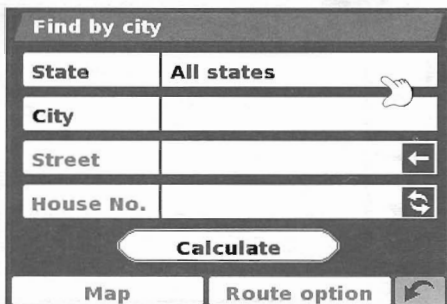 Find by city
State All states
City
Street
House No.
Calculate
Map Route option